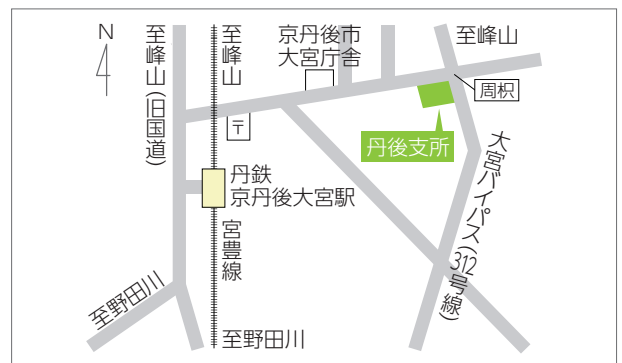 N
至峰山(旧国道)
至峰山
京丹後市
大宮庁舎
至峰山
周枳
〒
丹後支所
丹鉄
京丹後大宮駅
宮豊線
大宮バイパス(312号線)
至野田川
至野田川